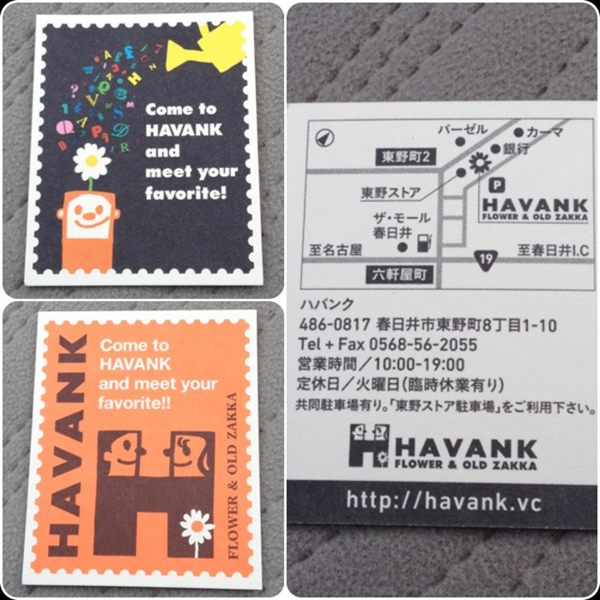 Come to
HAVANK
and
meet your
favorite!
HAVANK
Come to
HAVANK
and meet your
favorite!!
FLOWER & OLD ZAKKA
バーゼル
カーマ
銀行
東野町2
東野ストア
P
HAVANK
FLOWER & OLD ZAKKA
ザ・モール
春日井
至名古屋
19
至春日井I.C
六軒屋町
ハバンク
486-0817 春日井市東野町8丁目1-10
Tel + Fax 0568-56-2055
営業時間／10:00-19:00
定休日／火曜日(臨時休業有り)
共同駐車場有り。「東野ストア駐車場」をご利用下さい。
HAVANK
FLOWER & OLD ZAKKA
http://havank.vc